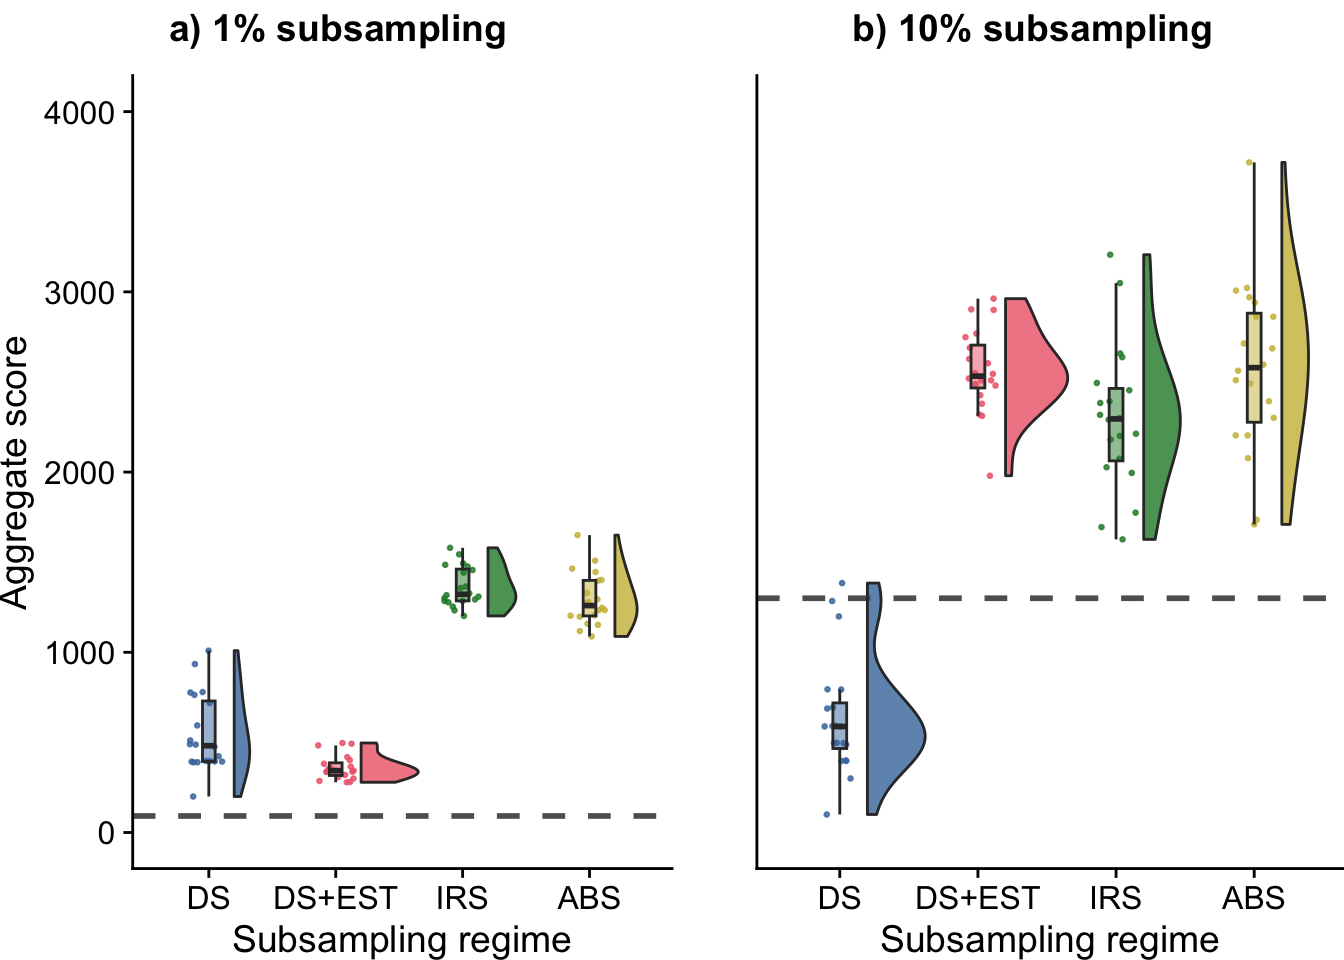 a) 1% subsampling
b) 10% subsampling
Aggregate score
4000
3000
2000
1000
0
DS DS+EST IRS ABS
Subsampling regime
DS DS+EST IRS ABS
Subsampling regime